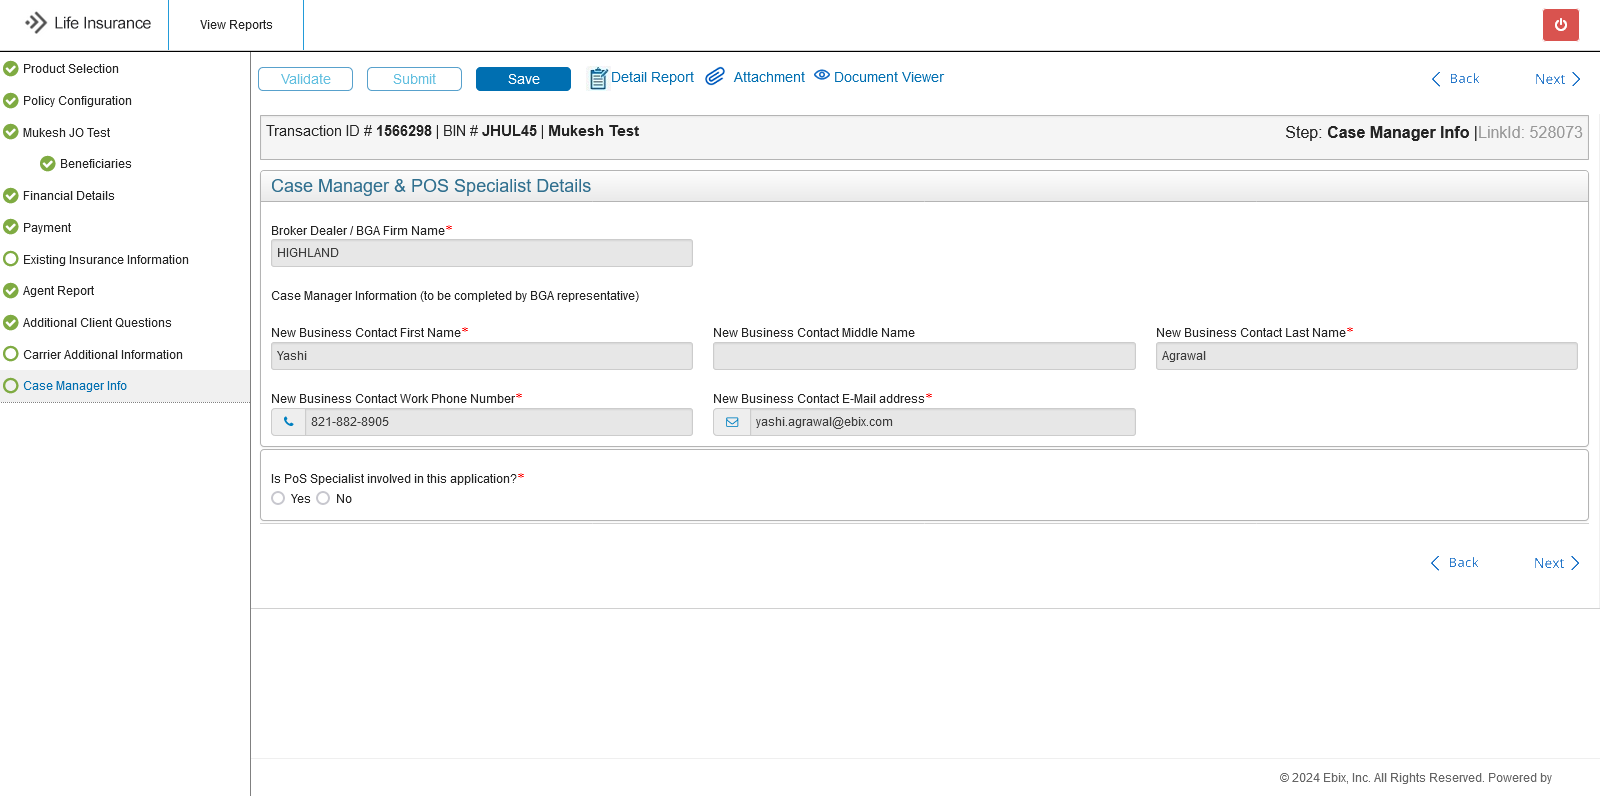 Life Insurance
View Reports
Product Selection
Policy Configuration
Mukesh JO Test
Beneficiaries
Financial Details
Payment
Existing Insurance Information
Agent Report
Additional Client Questions
Carrier Additional Information
Case Manager Info
Validate Submit Save Detail Report Attachment Document Viewer Back Next
Transaction ID # 1566298 | BIN # JHUL45 | Mukesh Test Step: Case Manager Info |LinkId: 528073
Case Manager & POS Specialist Details
Broker Dealer / BGA Firm Name*
HIGHLAND
Case Manager Information (to be completed by BGA representative)
New Business Contact First Name* New Business Contact Middle Name New Business Contact Last Name*
Yashi Agrawal
New Business Contact Work Phone Number* New Business Contact E-Mail address*
821-882-8905 yashi.agrawal@ebix.com
Is PoS Specialist involved in this application?*
Yes No
Back Next
© 2024 Ebix, Inc. All Rights Reserved. Powered by